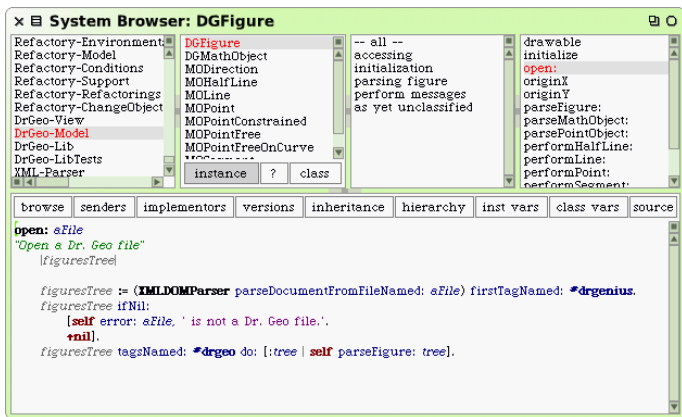 System Browser: DGFigure
Refactory-Environment
Refactory-Model
Refactory-Conditions
Refactory-Support
Refactory-Refactorings
Refactory-ChangeObject
DrGeo-View
DrGeo-Model
DrGeo-Lib
DrGeo-LibTests
XML-Parser
DGFigure
DGMathObject
MODirection
MOHalfLine
MOLine
MOPoint
MOPointConstrained
MOPointFree
MOPointFreeOnCurve
MOSegment
instance ? class
-- all --
accessing
initialization
parsing figure
perform messages
as yet unclassified
drawable
initialize
open:
originX
originY
parseFigure:
parseMathObject:
parsePointObject:
performHalfLine:
performLine:
performPoint:
performSegment:
browse senders implementors versions inheritance hierarchy inst vars class vars source
open: aFile
"Open a Dr. Geo file"
|figuresTree|
figuresTree := (XMLDOMParser parseDocumentFromFileNamed: aFile) firstTagNamed: #drgenius.
figuresTree ifNil:
[self error: aFile, ' is not a Dr. Geo file.'.
↑nil].
figuresTree tagsNamed: #drgeo do: [:tree | self parseFigure: tree].